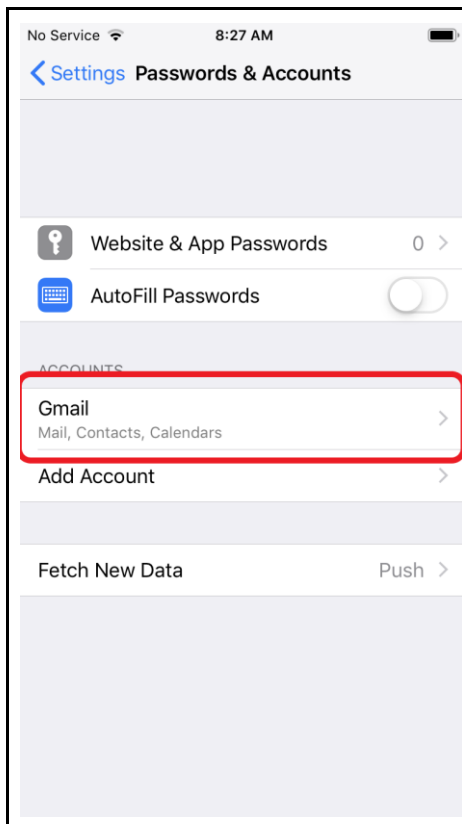 No Service 8:27 AM
Settings Passwords & Accounts
Website & App Passwords 0
AutoFill Passwords
ACCOUNTS
Gmail
Mail, Contacts, Calendars
Add Account
Fetch New Data Push